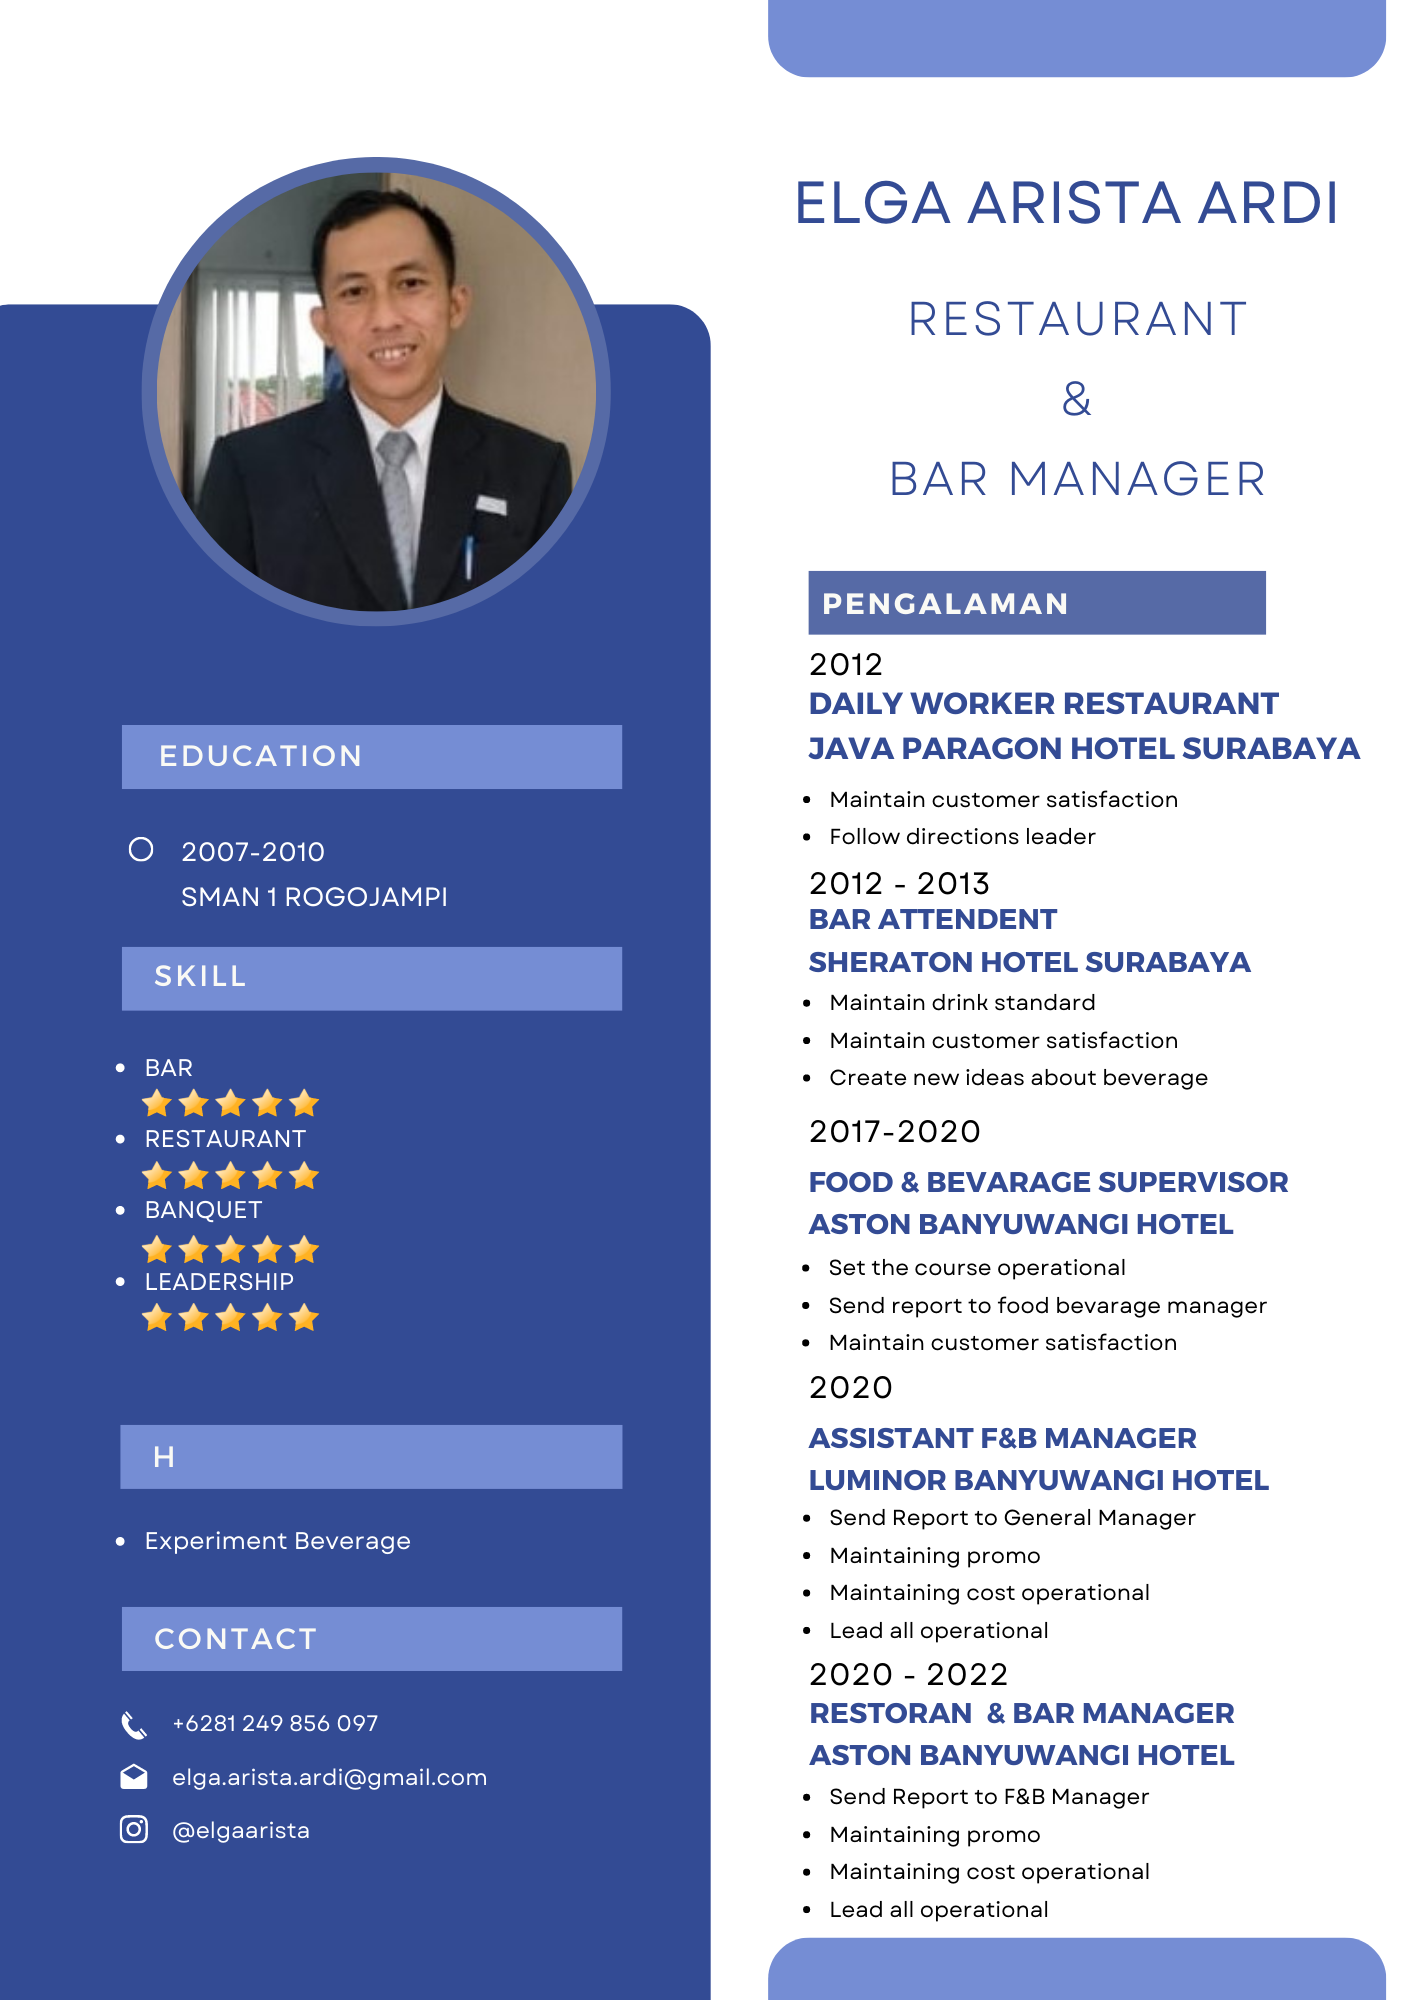 ELGA ARISTA ARDI
RESTAURANT
&
BAR MANAGER
EDUCATION
2007-2010
SMAN 1 ROGOJAMPI
SKILL
BAR
RESTAURANT
BANQUET
LEADERSHIP
H
Experiment Beverage
CONTACT
+6281 249 856 097
elga.arista.ardi@gmail.com
@elgaarista
PENGALAMAN
2012
DAILY WORKER RESTAURANT
JAVA PARAGON HOTEL SURABAYA
Maintain customer satisfaction
Follow directions leader
2012 - 2013
BAR ATTENDENT
SHERATON HOTEL SURABAYA
Maintain drink standard
Maintain customer satisfaction
Create new ideas about beverage
2017-2020
FOOD & BEVARAGE SUPERVISOR
ASTON BANYUWANGI HOTEL
Set the course operational
Send report to food bevarage manager
Maintain customer satisfaction
2020
ASSISTANT F&B MANAGER
LUMINOR BANYUWANGI HOTEL
Send Report to General Manager
Maintaining promo
Maintaining cost operational
Lead all operational
2020 - 2022
RESTORAN & BAR MANAGER
ASTON BANYUWANGI HOTEL
Send Report to F&B Manager
Maintaining promo
Maintaining cost operational
Lead all operational